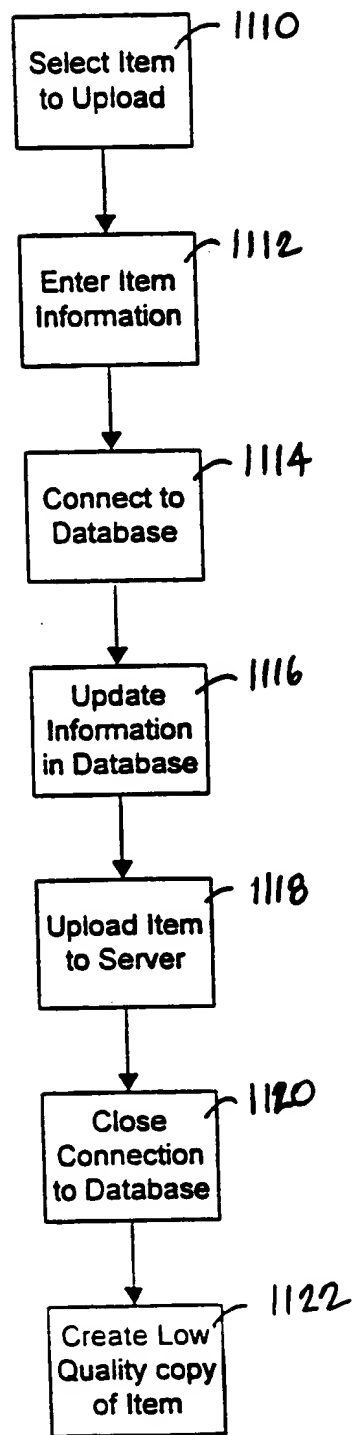 1110
Select Item
to Upload
1112
Enter Item
Information
1114
Connect to
Database
1116
Update
Information
in Database
1118
Upload Item
to Server
1120
Close
Connection
to Database
1122
Create Low
Quality copy
of Item